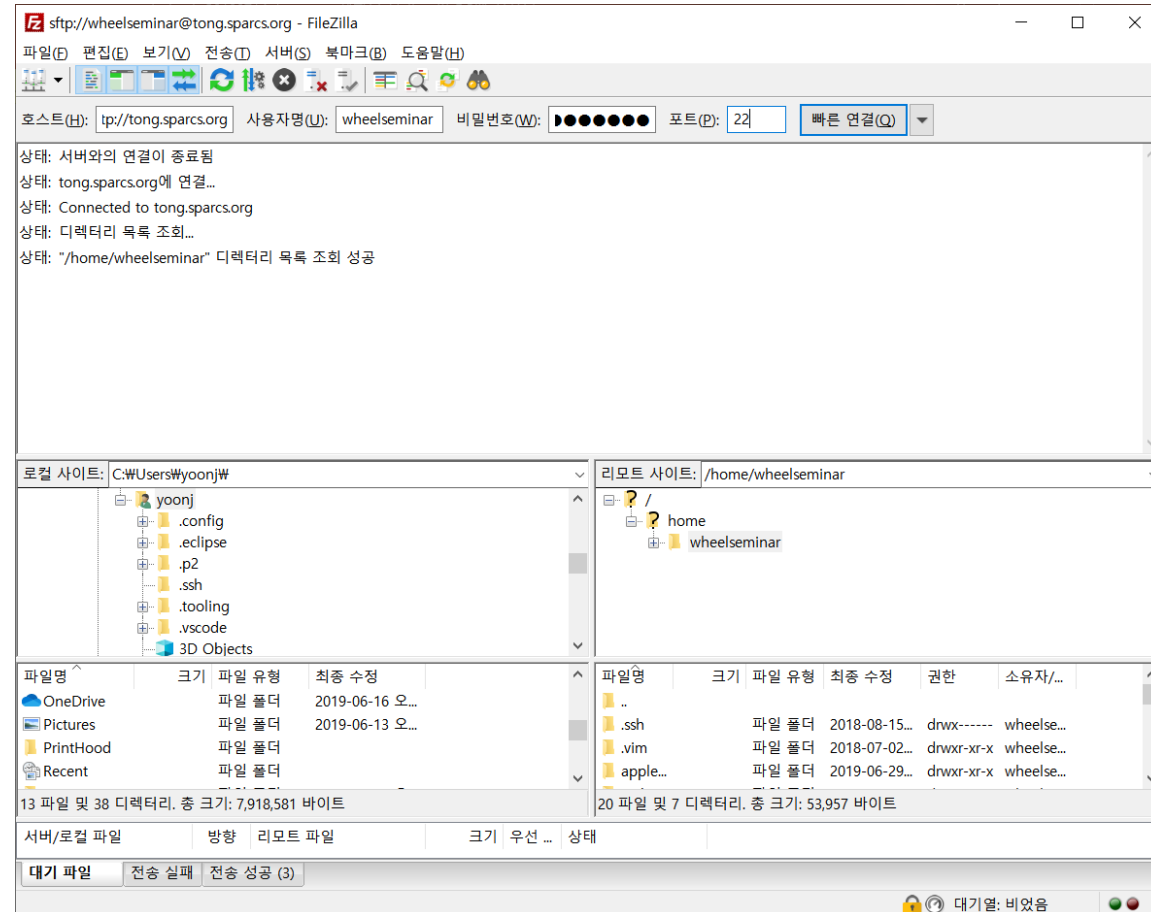 sftp://wheelseminar@tong.sparcs.org - FileZilla
파일(F) 편집(E) 보기(V) 전송(T) 서버(S) 북마크(B) 도움말(H)
호스트(H): tp://tong.sparcs.org 사용자명(U): wheelseminar 비밀번호(W): ●●●●●●●● 포트(P): 22 빠른 연결(Q)
상태: 서버와의 연결이 종료됨
상태: tong.sparcs.org에 연결...
상태: Connected to tong.sparcs.org
상태: 디렉터리 목록 조회...
상태: "/home/wheelseminar" 디렉터리 목록 조회 성공
로컬 사이트: C:₩Users₩yoonj₩
yoonj
.config
.eclipse
.p2
.ssh
.tooling
.vscode
3D Objects
파일명 크기 파일 유형 최종 수정
OneDrive 파일 폴더 2019-06-16 오...
Pictures 파일 폴더 2019-06-13 오...
PrintHood 파일 폴더
Recent 파일 폴더
13 파일 및 38 디렉터리. 총 크기: 7,918,581 바이트
리모트 사이트: /home/wheelseminar
/
home
wheelseminar
파일명 크기 파일 유형 최종 수정 권한 소유자/...
..
.ssh 파일 폴더 2018-08-15... drwx------ wheelse...
.vim 파일 폴더 2018-07-02... drwxr-xr-x wheelse...
apple... 파일 폴더 2019-06-29... drwxr-xr-x wheelse...
20 파일 및 7 디렉터리. 총 크기: 53,957 바이트
서버/로컬 파일 방향 리모트 파일 크기 우선 ... 상태
대기 파일 전송 실패 전송 성공 (3)
대기열: 비었음